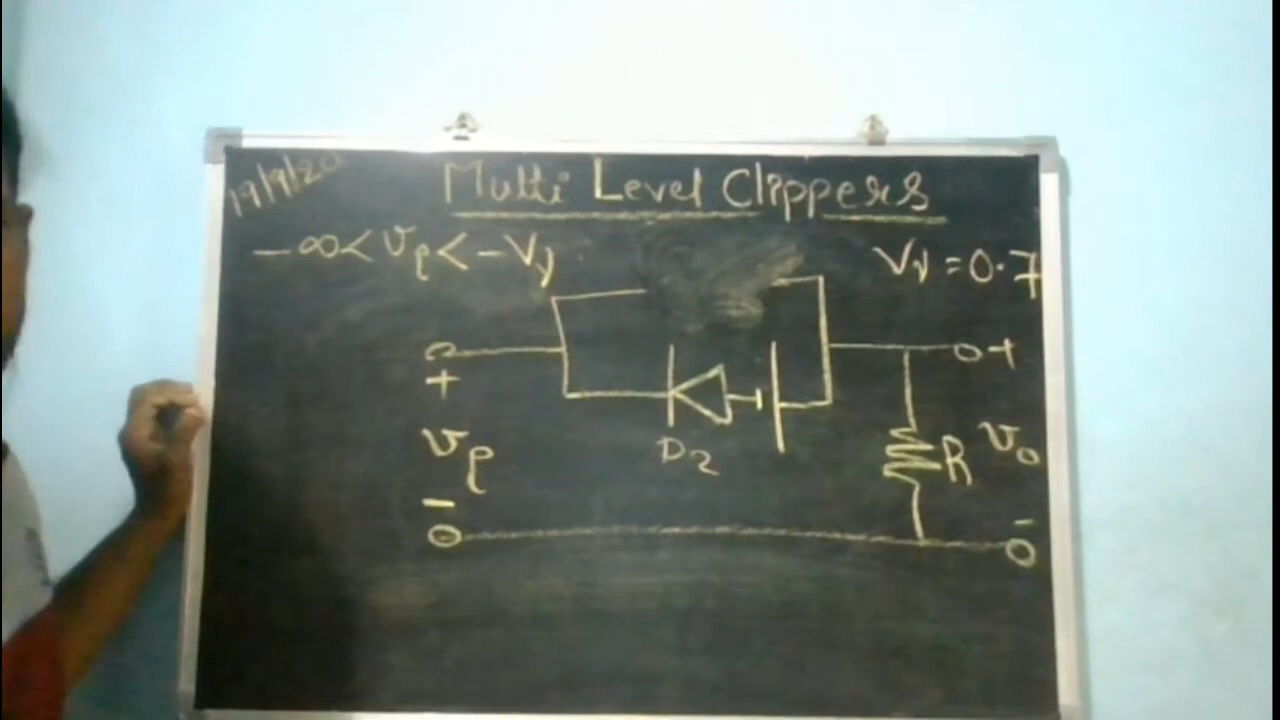 19/9/20
Multi Level Clippers
-∞ < vi < -Vγ
Vγ = 0.7
o+
+
D2
vi
R
vo
-
-